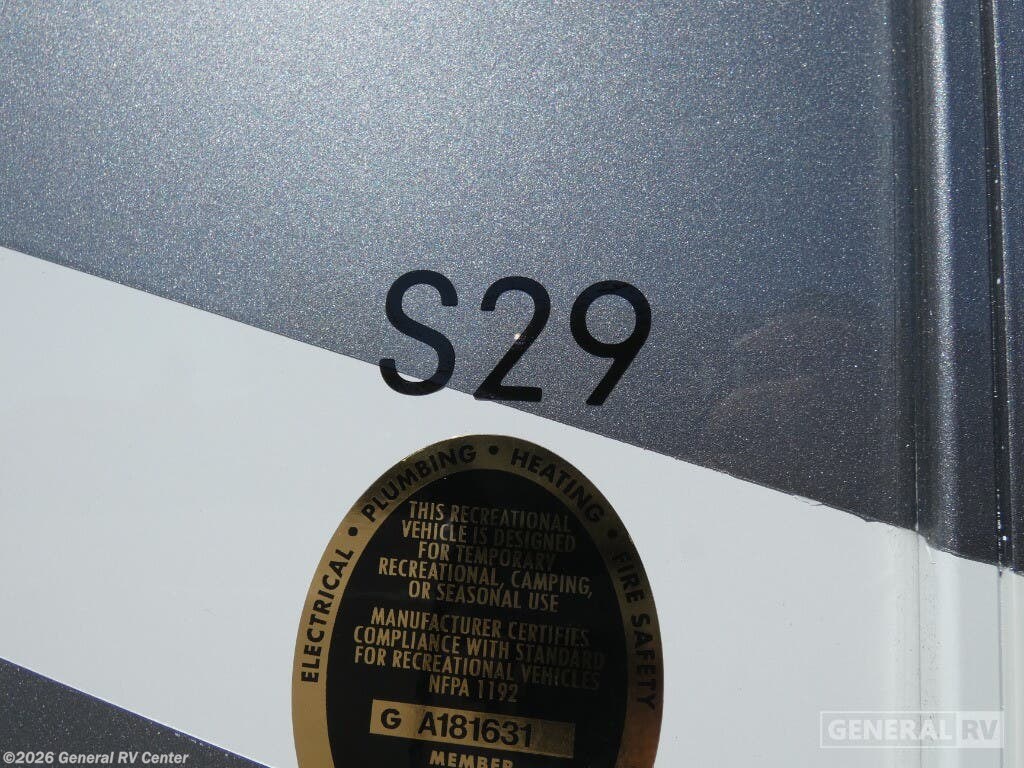 S29
ELECTRICAL • PLUMBING • HEATING • FIRE SAFETY
THIS RECREATIONAL
VEHICLE IS DESIGNED
FOR TEMPORARY
RECREATIONAL, CAMPING,
OR SEASONAL USE
MANUFACTURER CERTIFIES
COMPLIANCE WITH STANDARD
FOR RECREATIONAL VEHICLES
NFPA 1192
G A181631
MEMBER
GENERAL RV
©2026 General RV Center